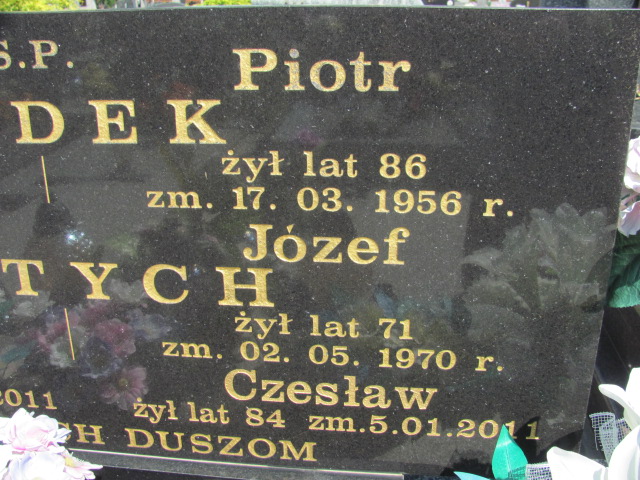 Ś.P.
Piotr
DEK
żył lat 86
zm. 17. 03. 1956 r.
Józef
TYCH
żył lat 71
zm. 02. 05. 1970 r.
Czesław
2011
żył lat 84 zm.5.01.2011
CH DUSZOM